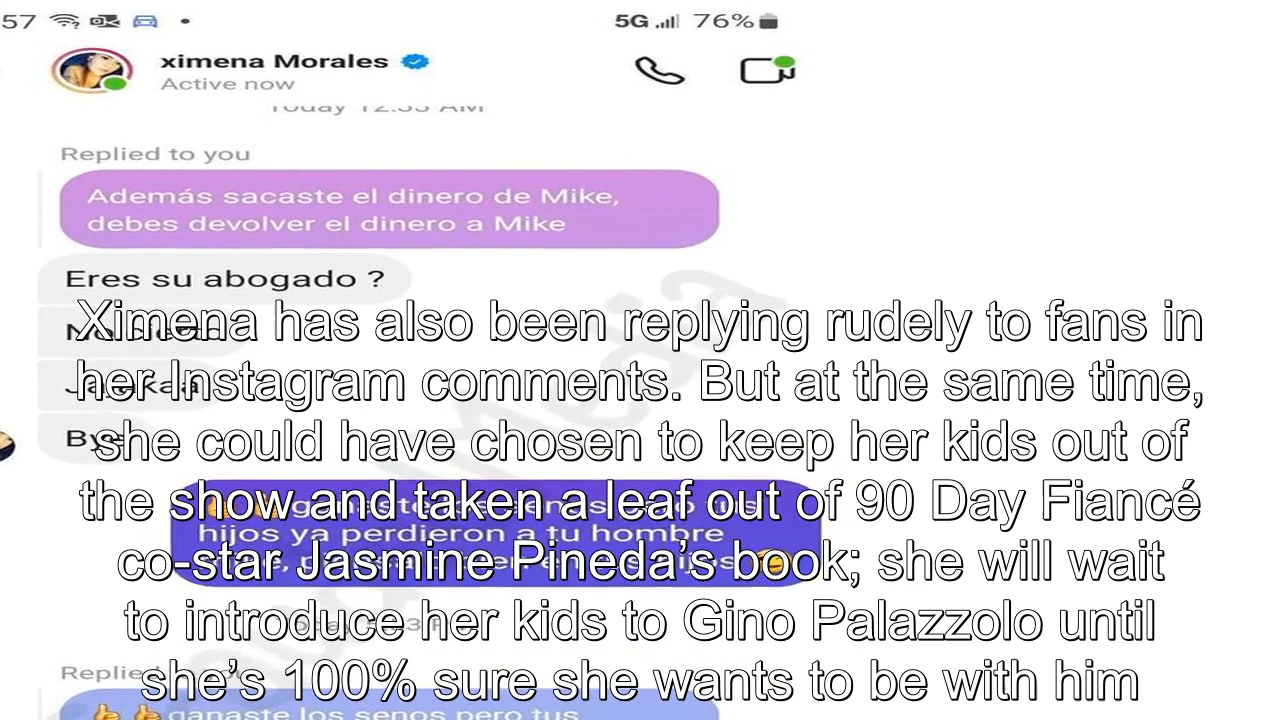 57
5G 76%
ximena Morales
Active now
Today 12:33 AM
Replied to you
Además sacaste el dinero de Mike,
debes devolver el dinero a Mike
Eres su abogado ?
Ximena has also been replying rudely to fans in
her Instagram comments. But at the same time,
Bye
she could have chosen to keep her kids out of
the show and taken a leaf out of 90 Day Fiancé
hijos ya perdieron a tu hombre
co-star Jasmine Pineda’s book; she will wait
to introduce her kids to Gino Palazzolo until
Replied
she’s 100% sure she wants to be with him
👍👍ganaste los senos pero tus